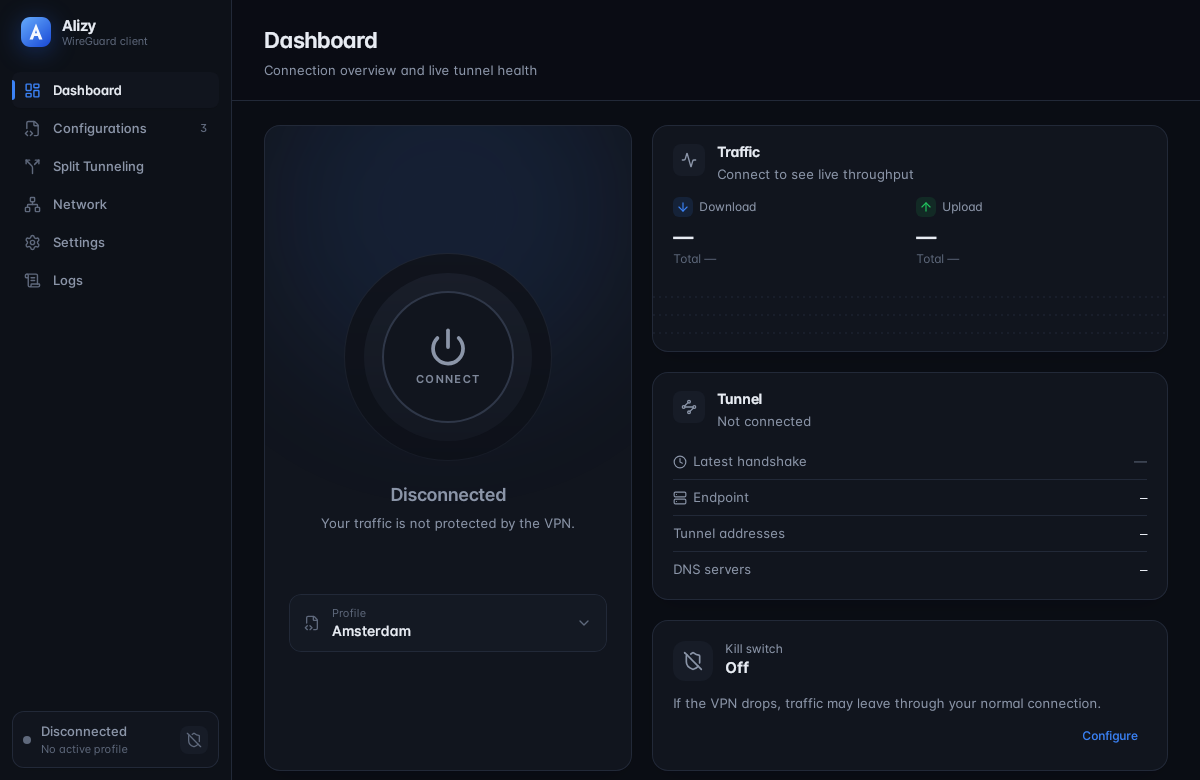 Alizy
WireGuard client
Dashboard
Configurations 3
Split Tunneling
Network
Settings
Logs
Disconnected
No active profile
Dashboard
Connection overview and live tunnel health
CONNECT
Disconnected
Your traffic is not protected by the VPN.
Profile
Amsterdam
Traffic
Connect to see live throughput
Download
—
Total —
Upload
—
Total —
Tunnel
Not connected
Latest handshake —
Endpoint –
Tunnel addresses –
DNS servers –
Kill switch
Off
If the VPN drops, traffic may leave through your normal connection.
Configure